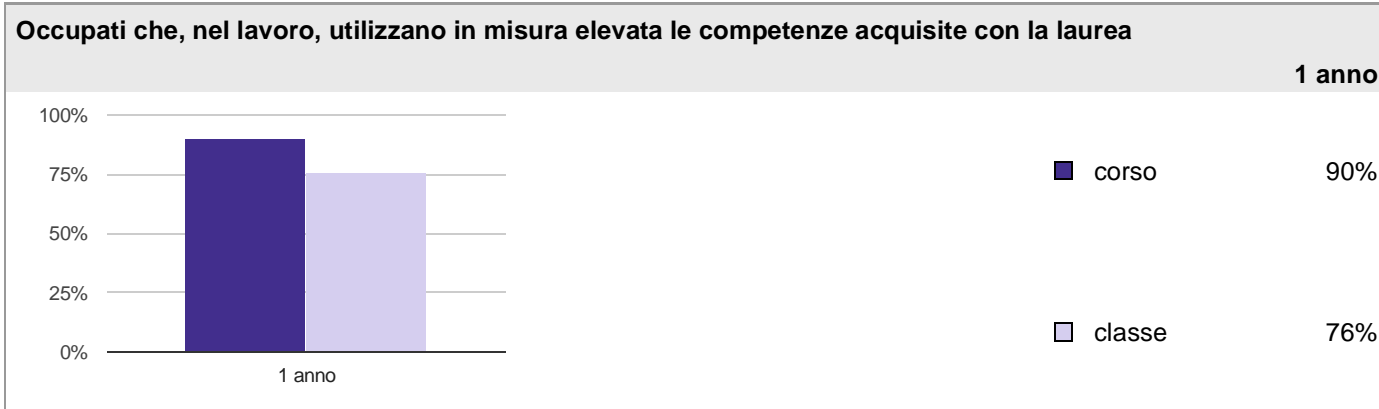 Occupati che, nel lavoro, utilizzano in misura elevata le competenze acquisite con la laurea
1 anno
100%
75%
50%
25%
0%
1 anno
corso 90%
classe 76%